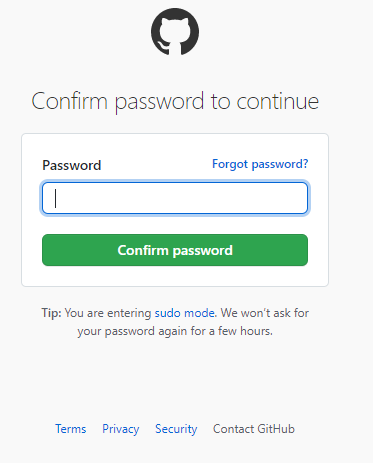 Confirm password to continue
Password Forgot password?
Confirm password
Tip: You are entering sudo mode. We won't ask for
your password again for a few hours.
Terms Privacy Security Contact GitHub